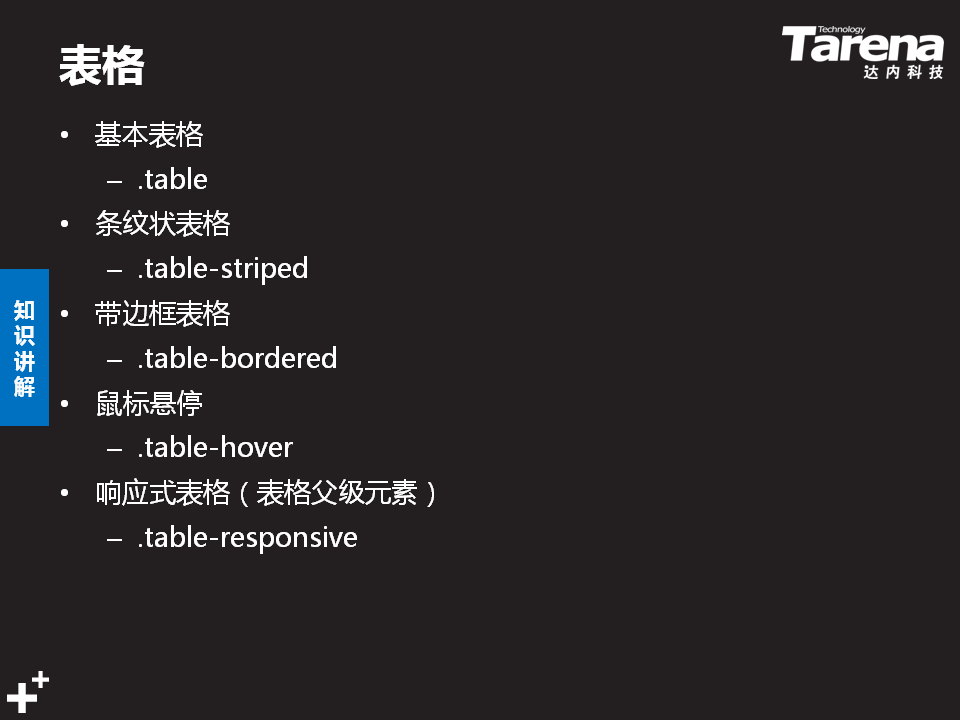 表格
Technology
Tarena
达内科技
• 基本表格
– .table
• 条纹状表格
– .table-striped
• 带边框表格
– .table-bordered
• 鼠标悬停
– .table-hover
• 响应式表格（表格父级元素）
– .table-responsive
知识讲解